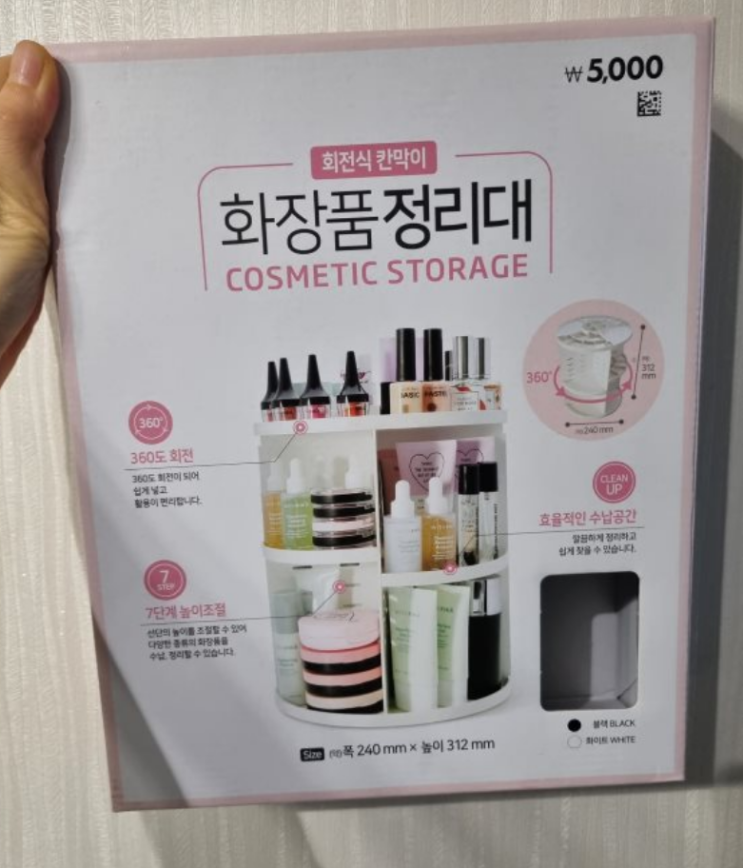 ₩5,000
회전식 칸막이
화장품정리대
COSMETIC STORAGE
360°
312
mm
240mm
360°
360도 회전
360도 회전이 되어
쉽게 넣고
활용이 편리합니다.
CLEAN
UP
효율적인 수납공간
깔끔하게 정리하고
쉽게 찾을 수 있습니다.
7
STEP
7단계 높이조절
선단의 높이를 조절할 수 있어
다양한 종류의 화장품을
수납, 정리할 수 있습니다.
블랙 BLACK
화이트 WHITE
Size (약)폭 240 mm × 높이 312 mm